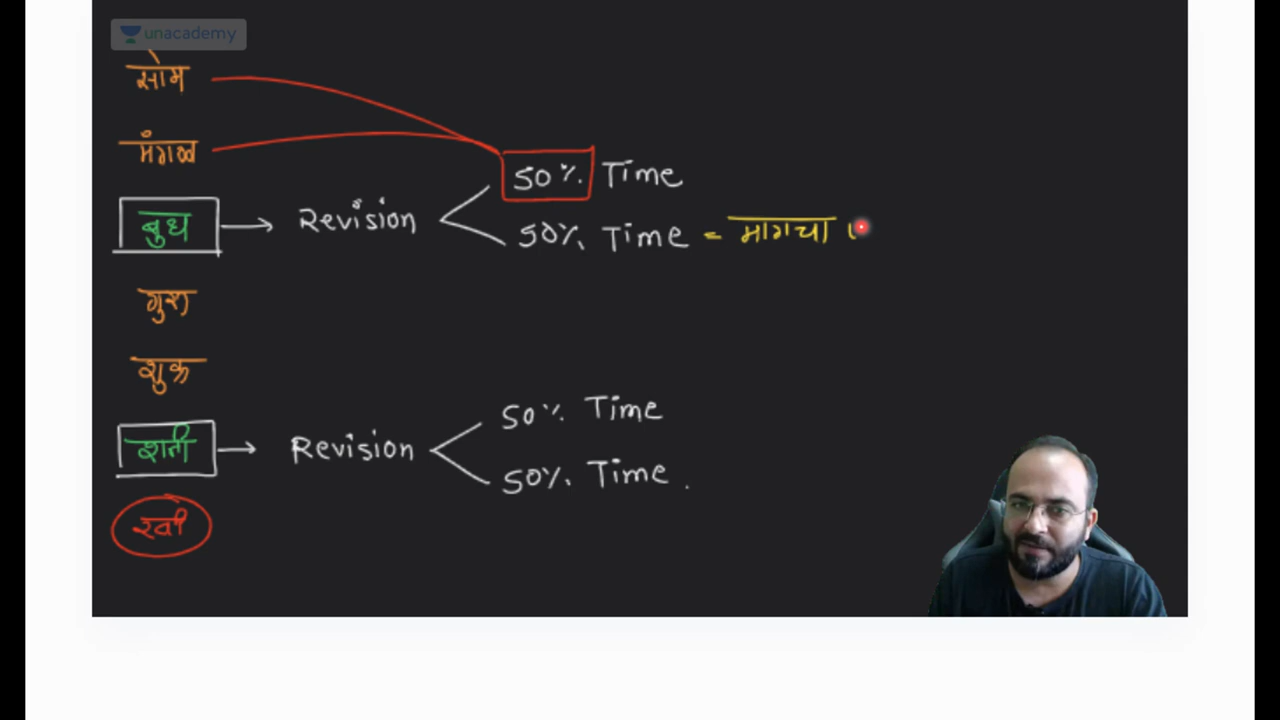 unacademy
सोम
मंगळ
50% Time
बुध → Revision
50% Time = मागचा
गुरु
शुक्र
50% Time
शनी → Revision
50% Time.
रवी